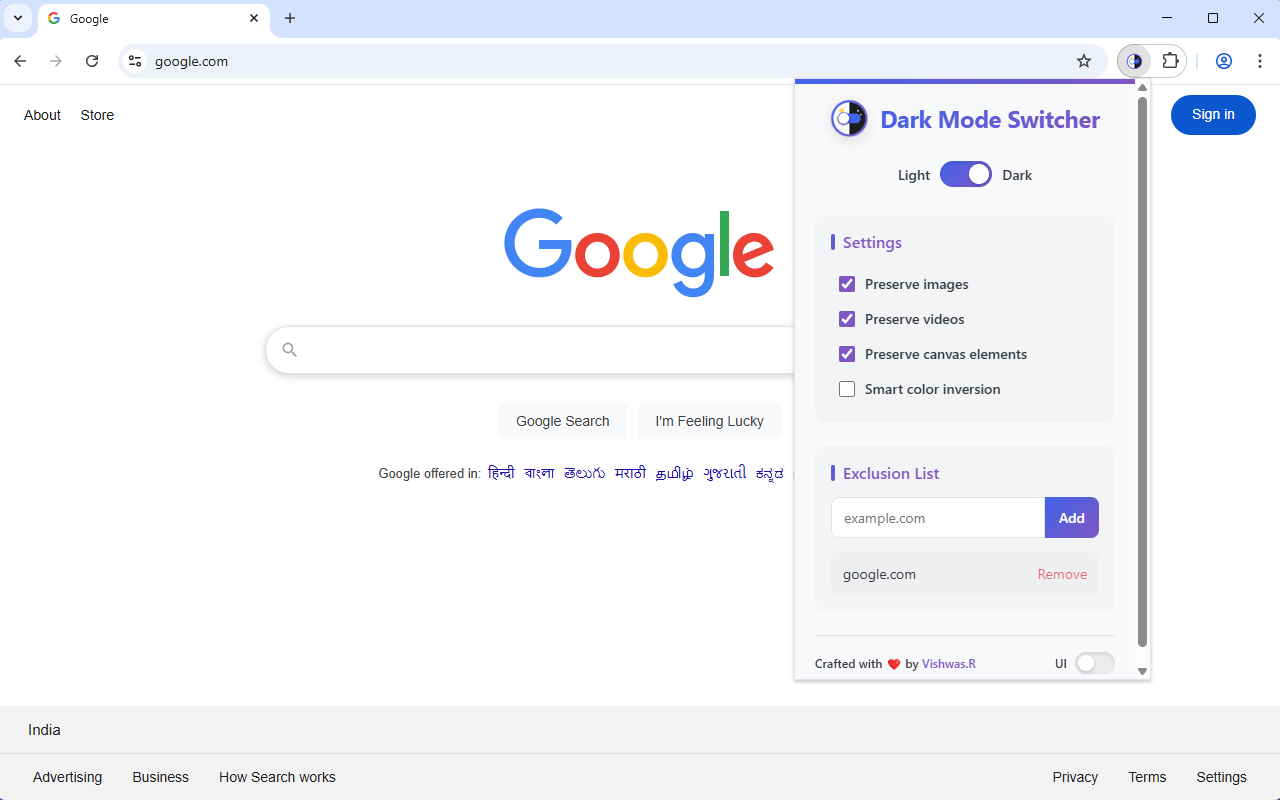 Google
google.com
About Store
Sign in
Google
Google Search I'm Feeling Lucky
Google offered in: हिन्दी বাংলা తెలుగు मराठी தமிழ் ગુજરાતી ಕನ್ನಡ
Dark Mode Switcher
Light Dark
Settings
Preserve images
Preserve videos
Preserve canvas elements
Smart color inversion
Exclusion List
example.com Add
google.com Remove
Crafted with ❤️ by Vishwas.R UI
India
Advertising Business How Search works Privacy Terms Settings